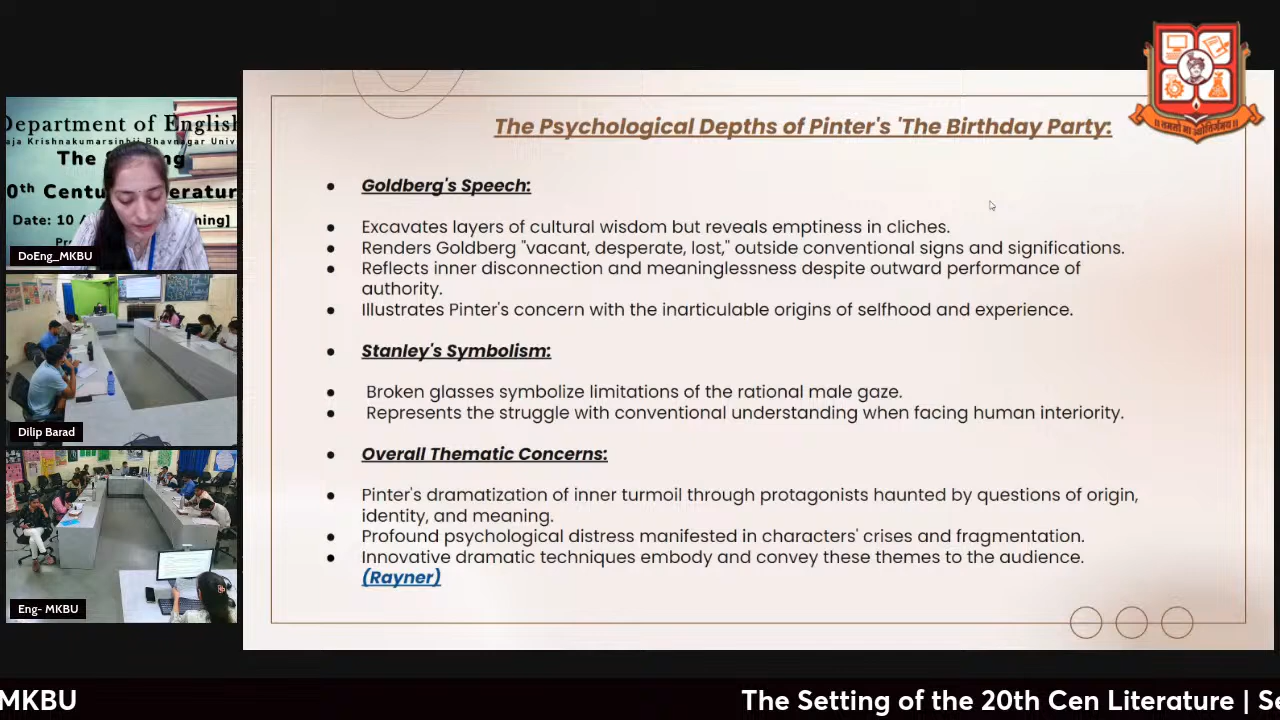 Department of English
aja Krishnakumarsinhji Bhavnagar Univ
The
0th Centu erature
Date: 10
ning]
DoEng_MKBU
Dilip Barad
Eng- MKBU
The Psychological Depths of Pinter's 'The Birthday Party:
● Goldberg's Speech:
● Excavates layers of cultural wisdom but reveals emptiness in cliches.
● Renders Goldberg "vacant, desperate, lost," outside conventional signs and significations.
● Reflects inner disconnection and meaninglessness despite outward performance of
authority.
● Illustrates Pinter's concern with the inarticulable origins of selfhood and experience.
● Stanley's Symbolism:
● Broken glasses symbolize limitations of the rational male gaze.
● Represents the struggle with conventional understanding when facing human interiority.
● Overall Thematic Concerns:
● Pinter's dramatization of inner turmoil through protagonists haunted by questions of origin,
identity, and meaning.
● Profound psychological distress manifested in characters' crises and fragmentation.
● Innovative dramatic techniques embody and convey these themes to the audience.
(Rayner)
।। तमसो मा ज्योतिर्गमय ।।
MKBU
The Setting of the 20th Cen Literature | Se